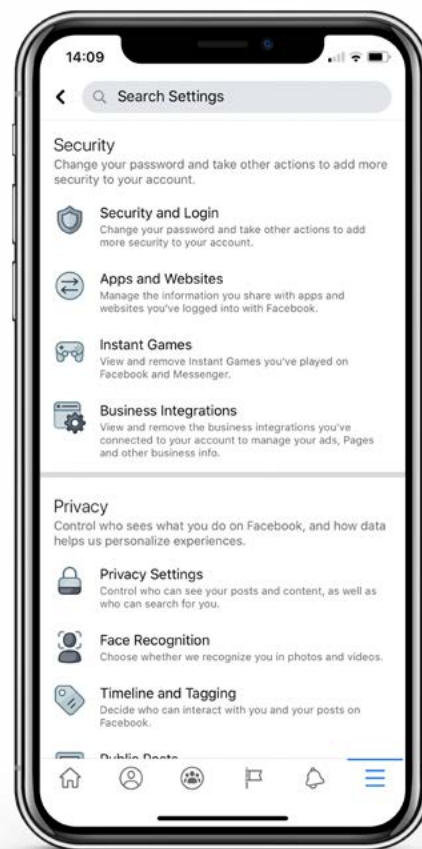 14:09
Search Settings
Security
Change your password and take other actions to add more
security to your account.
Security and Login
Change your password and take other actions to add
more security to your account.
Apps and Websites
Manage the information you share with apps and
websites you've logged into with Facebook.
Instant Games
View and remove Instant Games you've played on
Facebook and Messenger.
Business Integrations
View and remove the business integrations you've
connected to your account to manage your ads, Pages
and other business info.
Privacy
Control who sees what you do on Facebook, and how data
helps us personalize experiences.
Privacy Settings
Control who can see your posts and content, as well as
who can search for you.
Face Recognition
Choose whether we recognize you in photos and videos.
Timeline and Tagging
Decide who can interact with you and your posts on
Facebook.
Public Posts